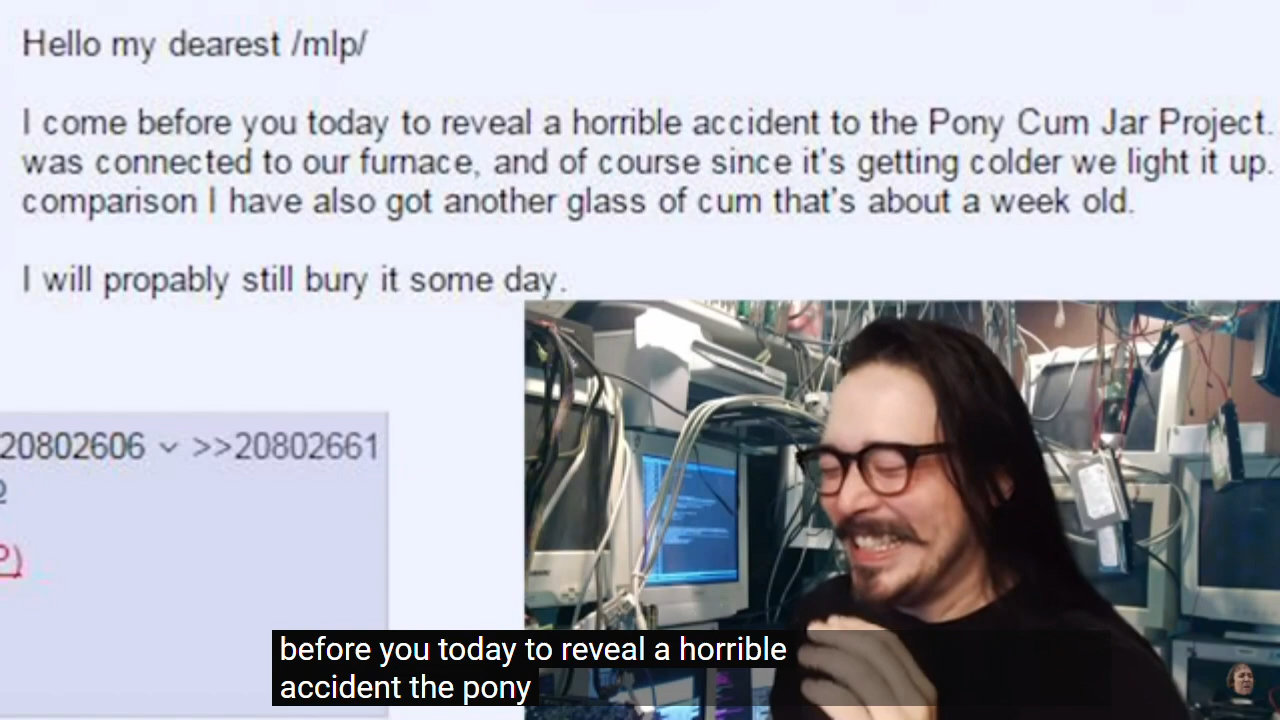 Hello my dearest /mlp/
I come before you today to reveal a horrible accident to the Pony Cum Jar Project.
was connected to our furnace, and of course since it's getting colder we light it up.
comparison I have also got another glass of cum that's about a week old.
I will propably still bury it some day.
20802606 >>20802661
before you today to reveal a horrible
accident the pony